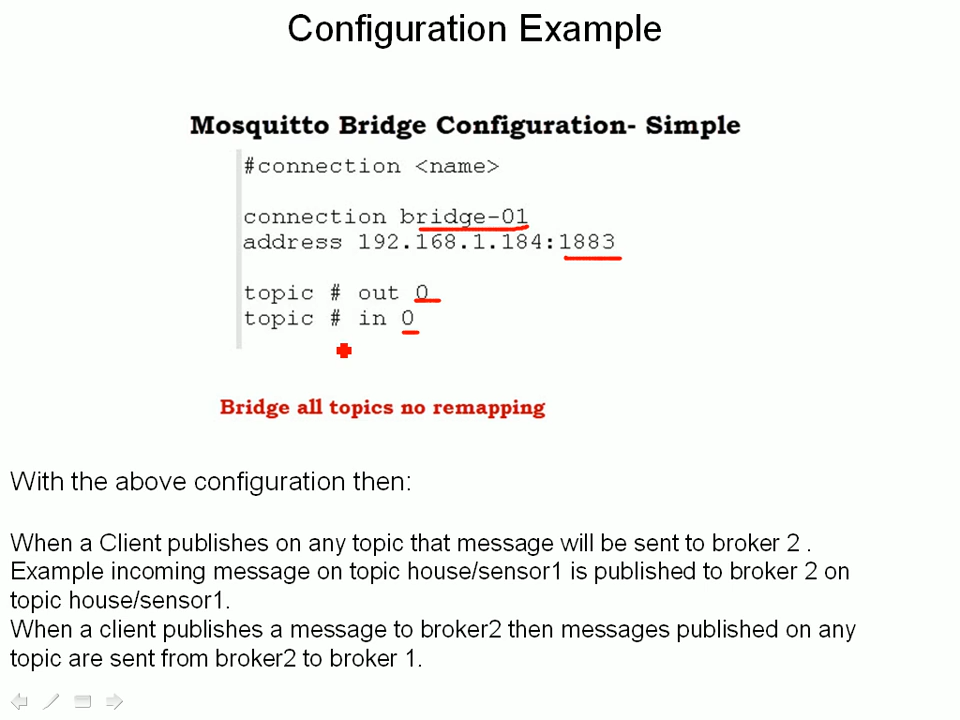 Configuration Example
Mosquitto Bridge Configuration- Simple
#connection <name>
connection bridge-01
address 192.168.1.184:1883
topic # out 0
topic # in 0
Bridge all topics no remapping
With the above configuration then:
When a Client publishes on any topic that message will be sent to broker 2 .
Example incoming message on topic house/sensor1 is published to broker 2 on
topic house/sensor1.
When a client publishes a message to broker2 then messages published on any
topic are sent from broker2 to broker 1.